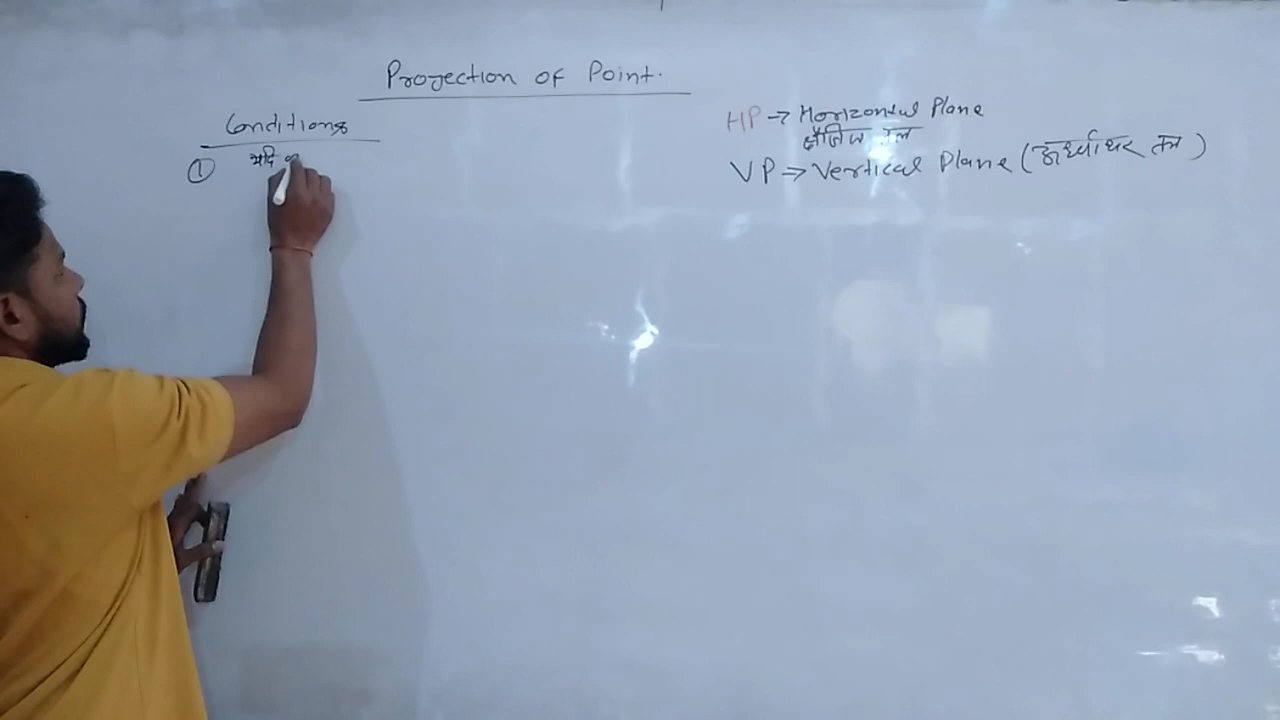 Projection of Point.
Conditions
① यदि
HP → Horizontal Plane
क्षैतिज तल
VP → Vertical Plane (ऊर्ध्वाधर तल)